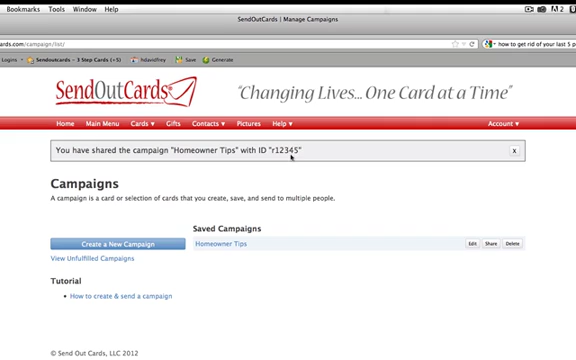 Bookmarks Tools Window Help
SendOutCards | Manage Campaigns
ards.com/campaign/list/
how to get rid of your last 5 p
Logins Sendoutcards - 3 Step Cards (+5) hdavidfrey Save Generate
SendOutCards
"Changing Lives...One Card at a Time"
Home Main Menu Cards Gifts Contacts Pictures Help Account
You have shared the campaign "Homeowner Tips" with ID "r12345" x
Campaigns
A campaign is a card or selection of cards that you create, save, and send to multiple people.
Saved Campaigns
Create a New Campaign
Homeowner Tips Edit Share Delete
View Unfulfilled Campaigns
Tutorial
How to create & send a campaign
© Send Out Cards, LLC 2012